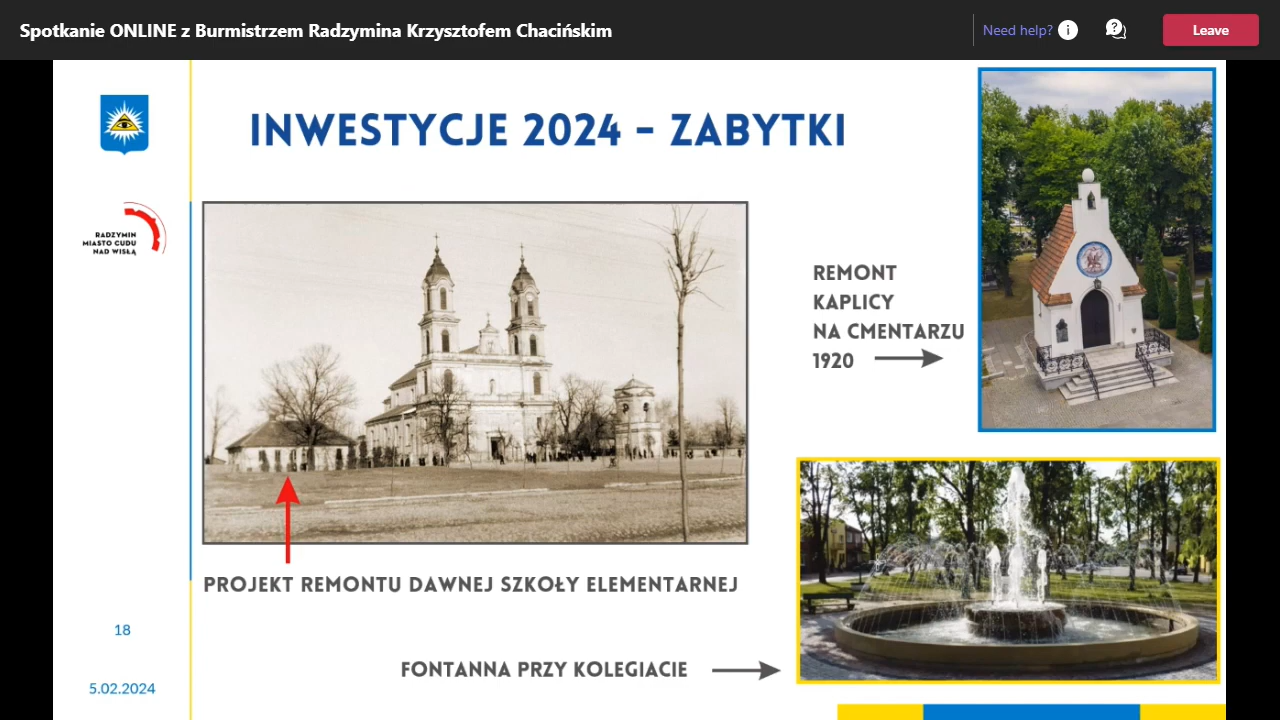 Spotkanie ONLINE z Burmistrzem Radzymina Krzysztofem Chacińskim
Need help?
Leave
INWESTYCJE 2024 - ZABYTKI
RADZYMIN
MIASTO CUDU
NAD WISŁĄ
REMONT
KAPLICY
NA CMENTARZU
1920
PROJEKT REMONTU DAWNEJ SZKOŁY ELEMENTARNEJ
18
FONTANNA PRZY KOLEGIACIE
5.02.2024